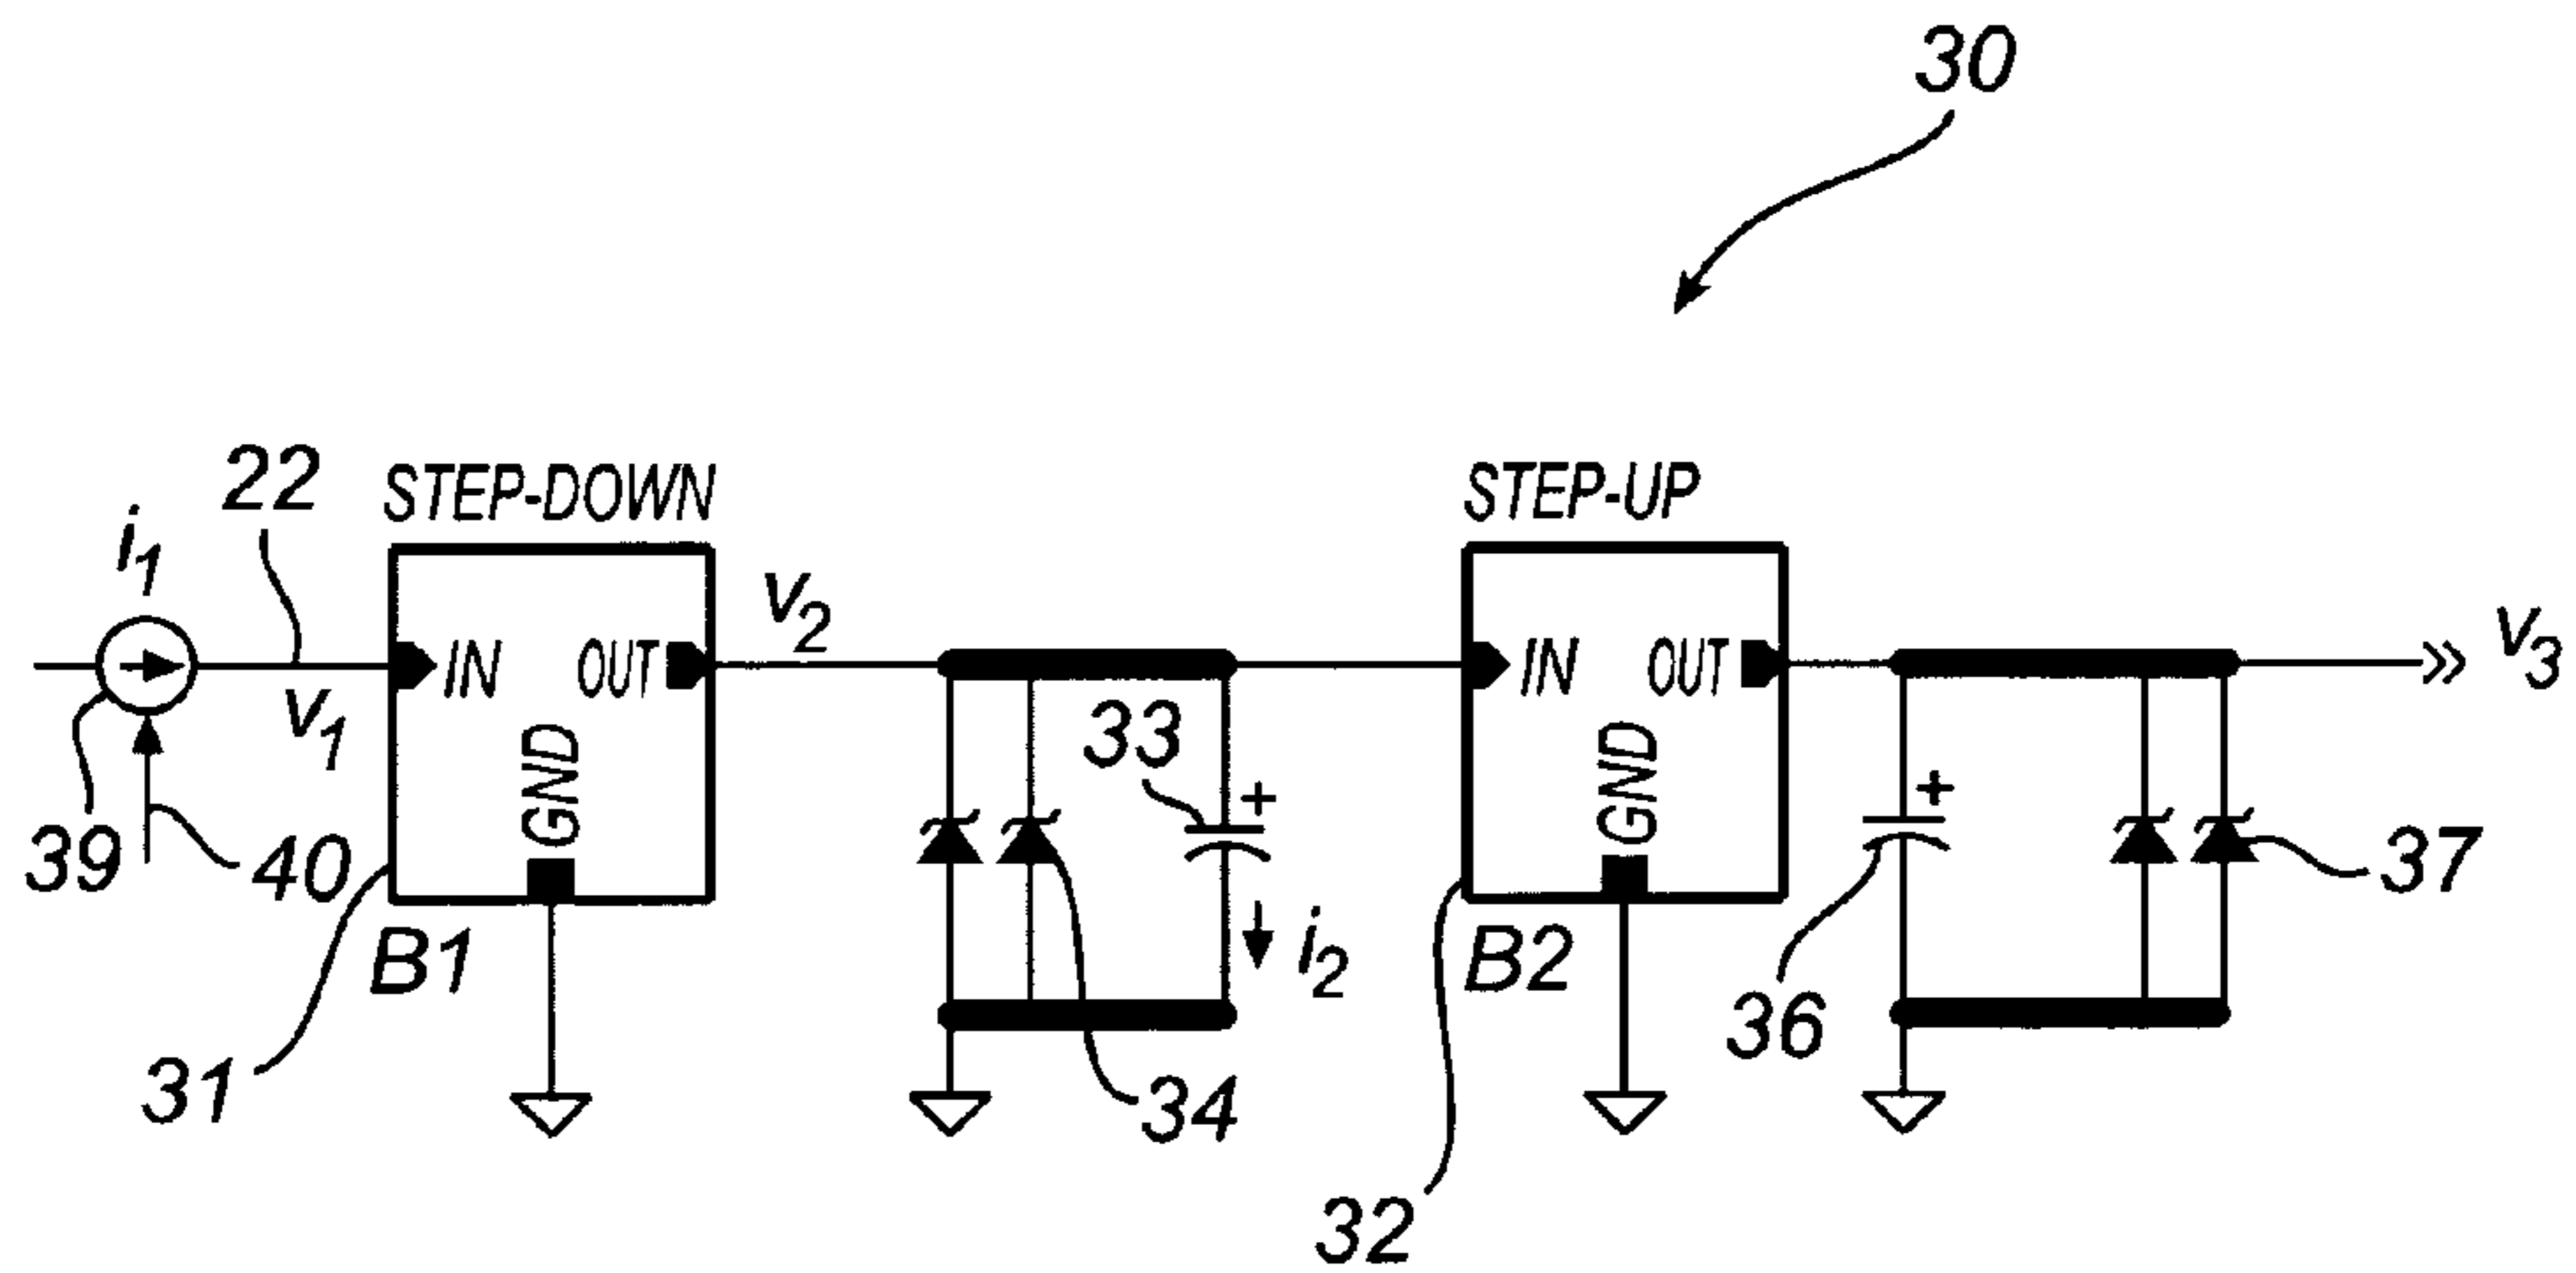 30
22
STEP-DOWN
STEP-UP
i1
v1
IN
OUT
GND
v2
33
+
i2
IN
OUT
GND
+
v3
39
40
B1
31
34
B2
32
36
37